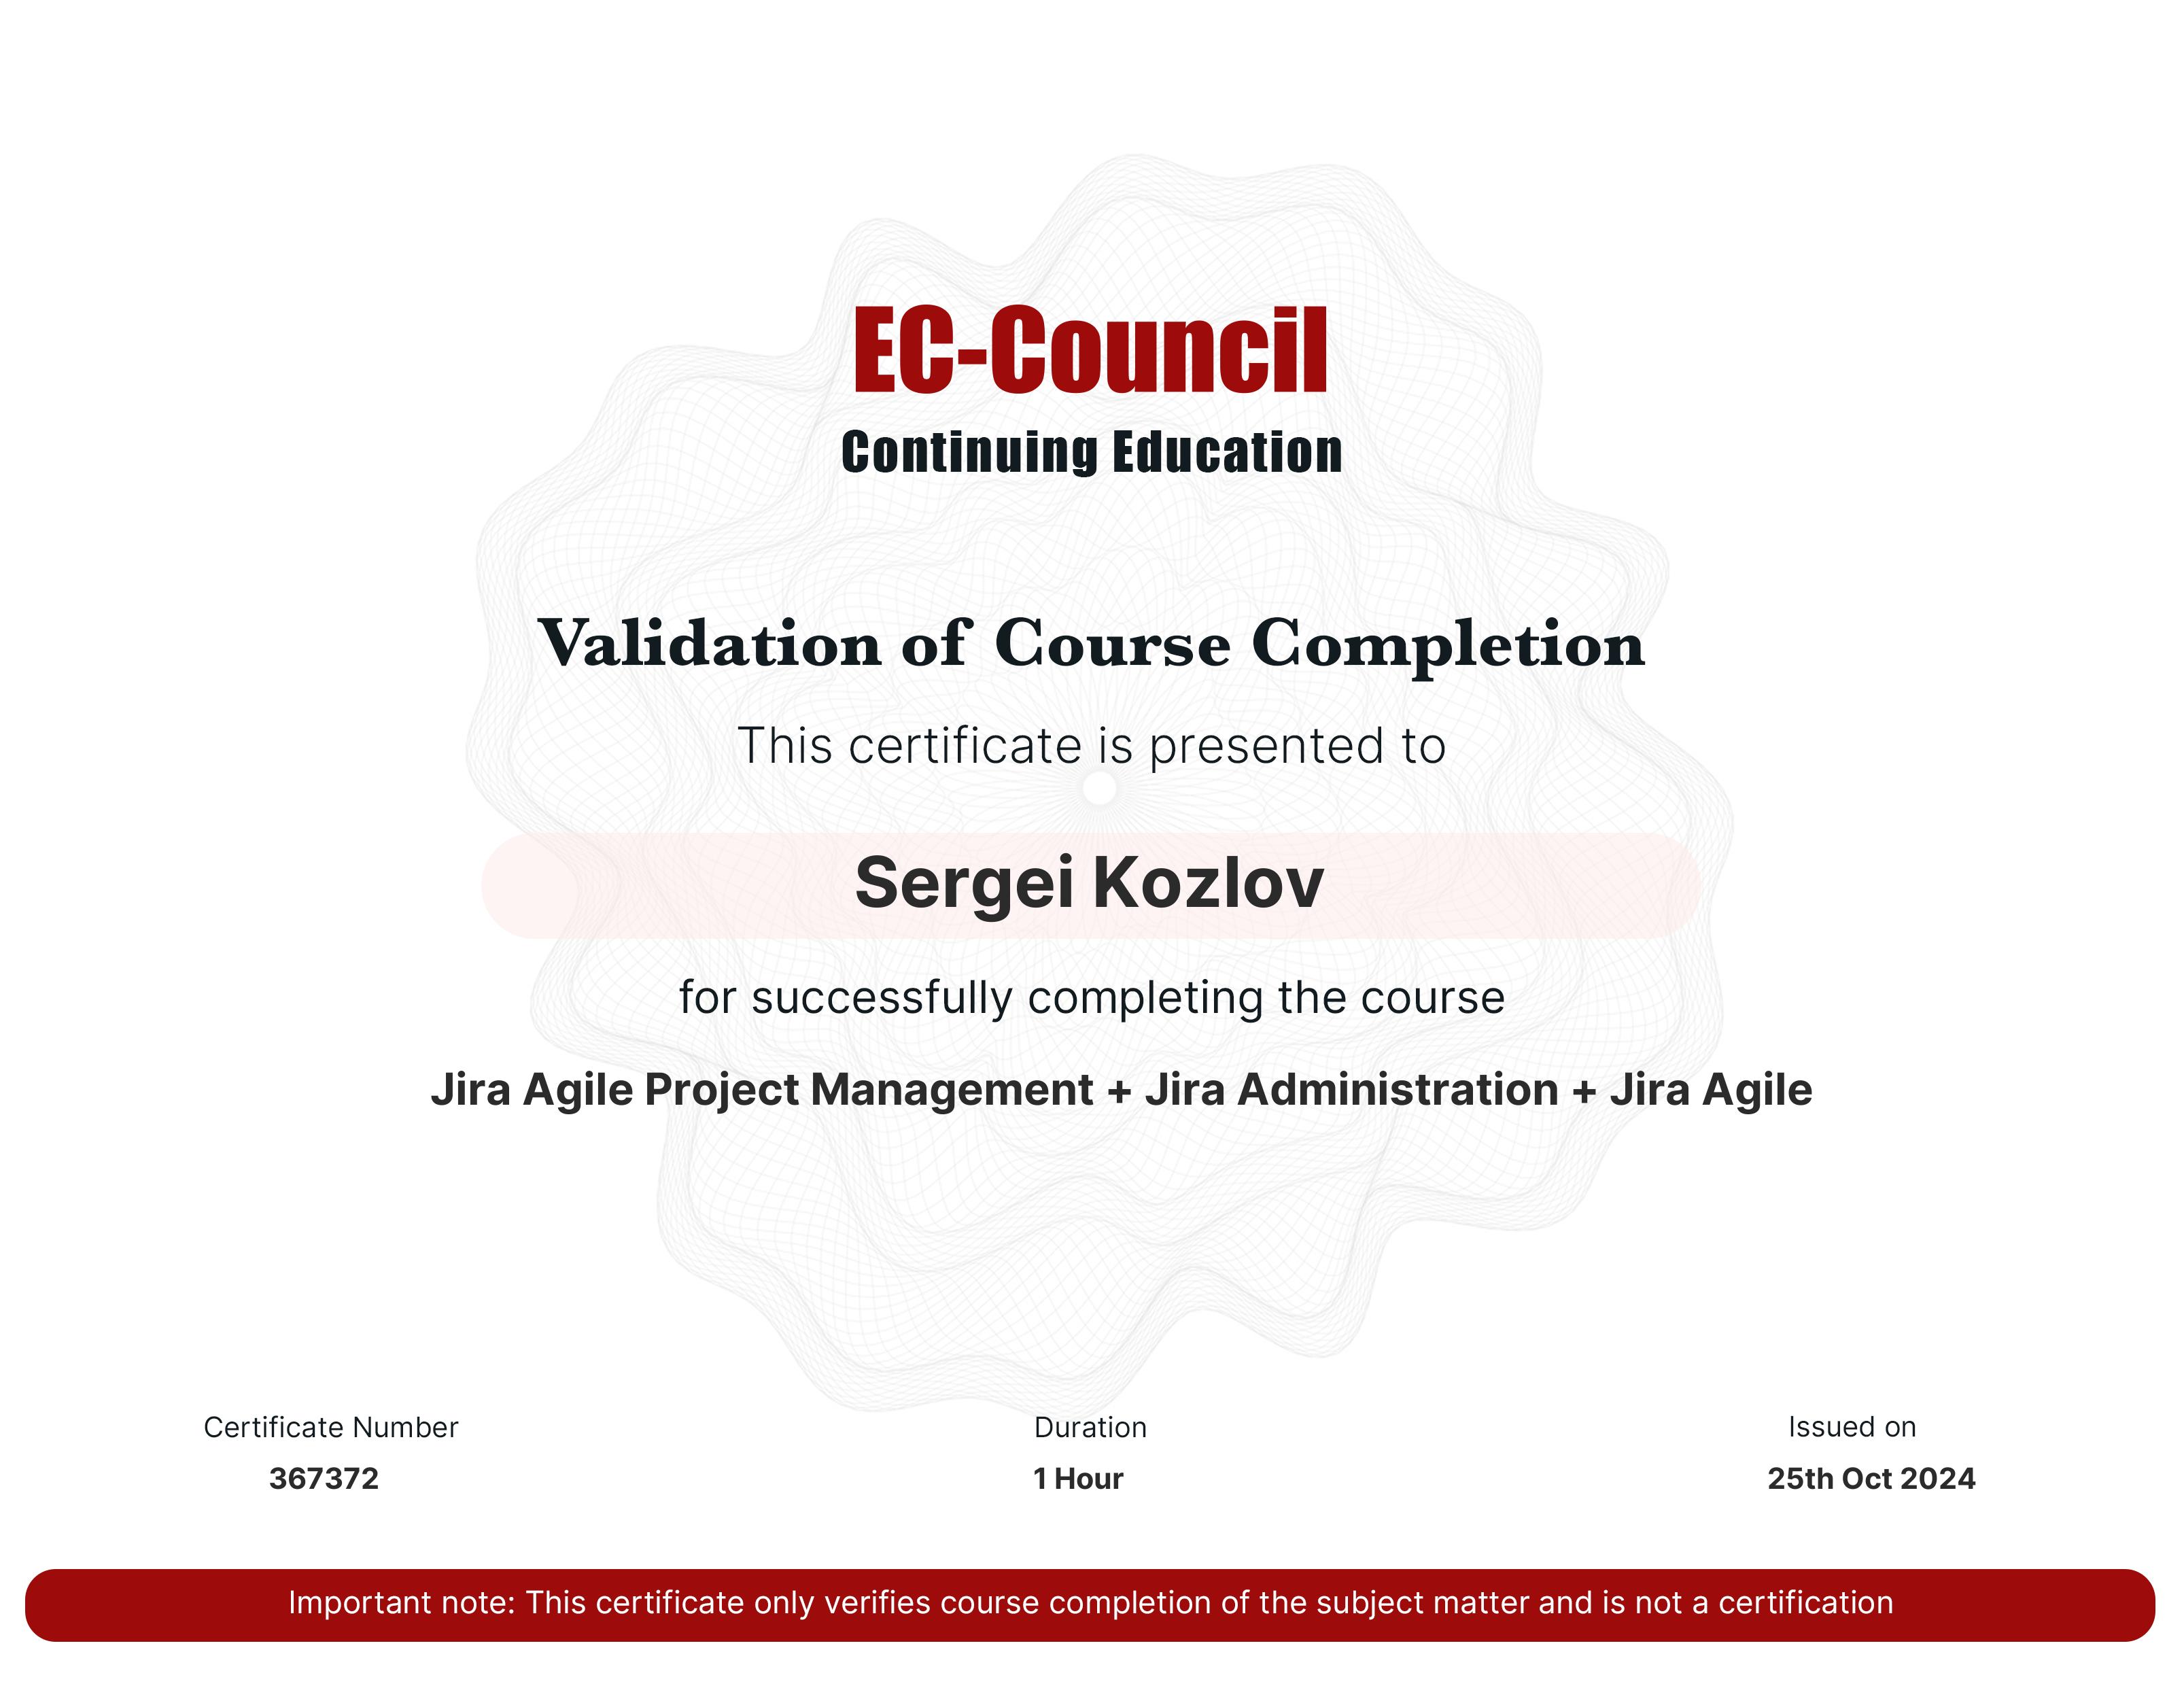 EC-Council
Continuing Education
Validation of Course Completion
This certificate is presented to
Sergei Kozlov
for successfully completing the course
Jira Agile Project Management + Jira Administration + Jira Agile
Certificate Number
367372
Duration
1 Hour
Issued on
25th Oct 2024
Important note: This certificate only verifies course completion of the subject matter and is not a certification